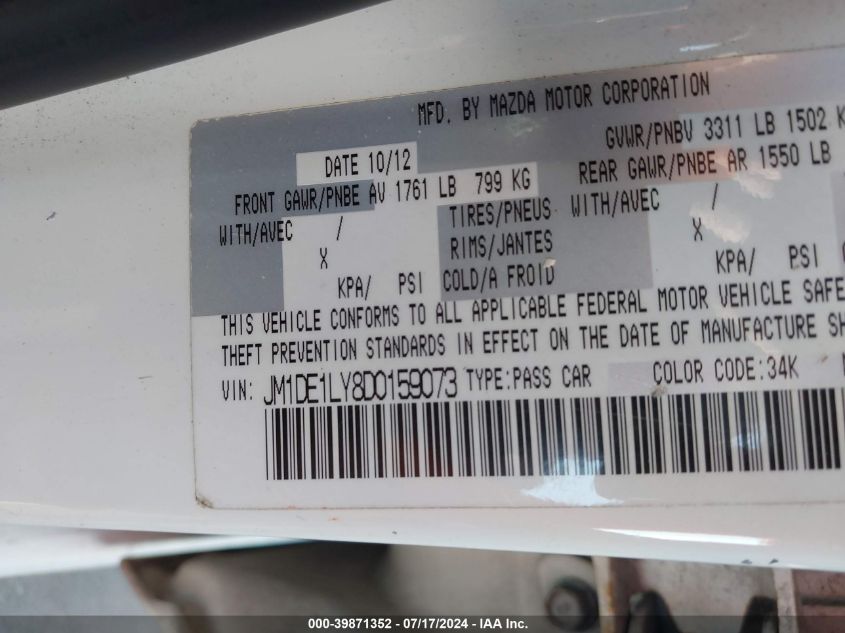 MFD. BY MAZDA MOTOR CORPORATION
GVWR/PNBV 3311 LB 1502 K
DATE 10/12
REAR GAWR/PNBE AR 1550 LB
FRONT GAWR/PNBE AV 1761 LB 799 KG
WITH/AVEC / TIRES/PNEUS WITH/AVEC /
X RIMS/JANTES X
KPA/ PSI COLD/A FROID KPA/ PSI
THIS VEHICLE CONFORMS TO ALL APPLICABLE FEDERAL MOTOR VEHICLE SAFE
THEFT PREVENTION STANDARDS IN EFFECT ON THE DATE OF MANUFACTURE SH
VIN: JM1DE1LY8D0159073 TYPE:PASS CAR COLOR CODE:34K M
000-39871352 - 07/17/2024 - IAA Inc.